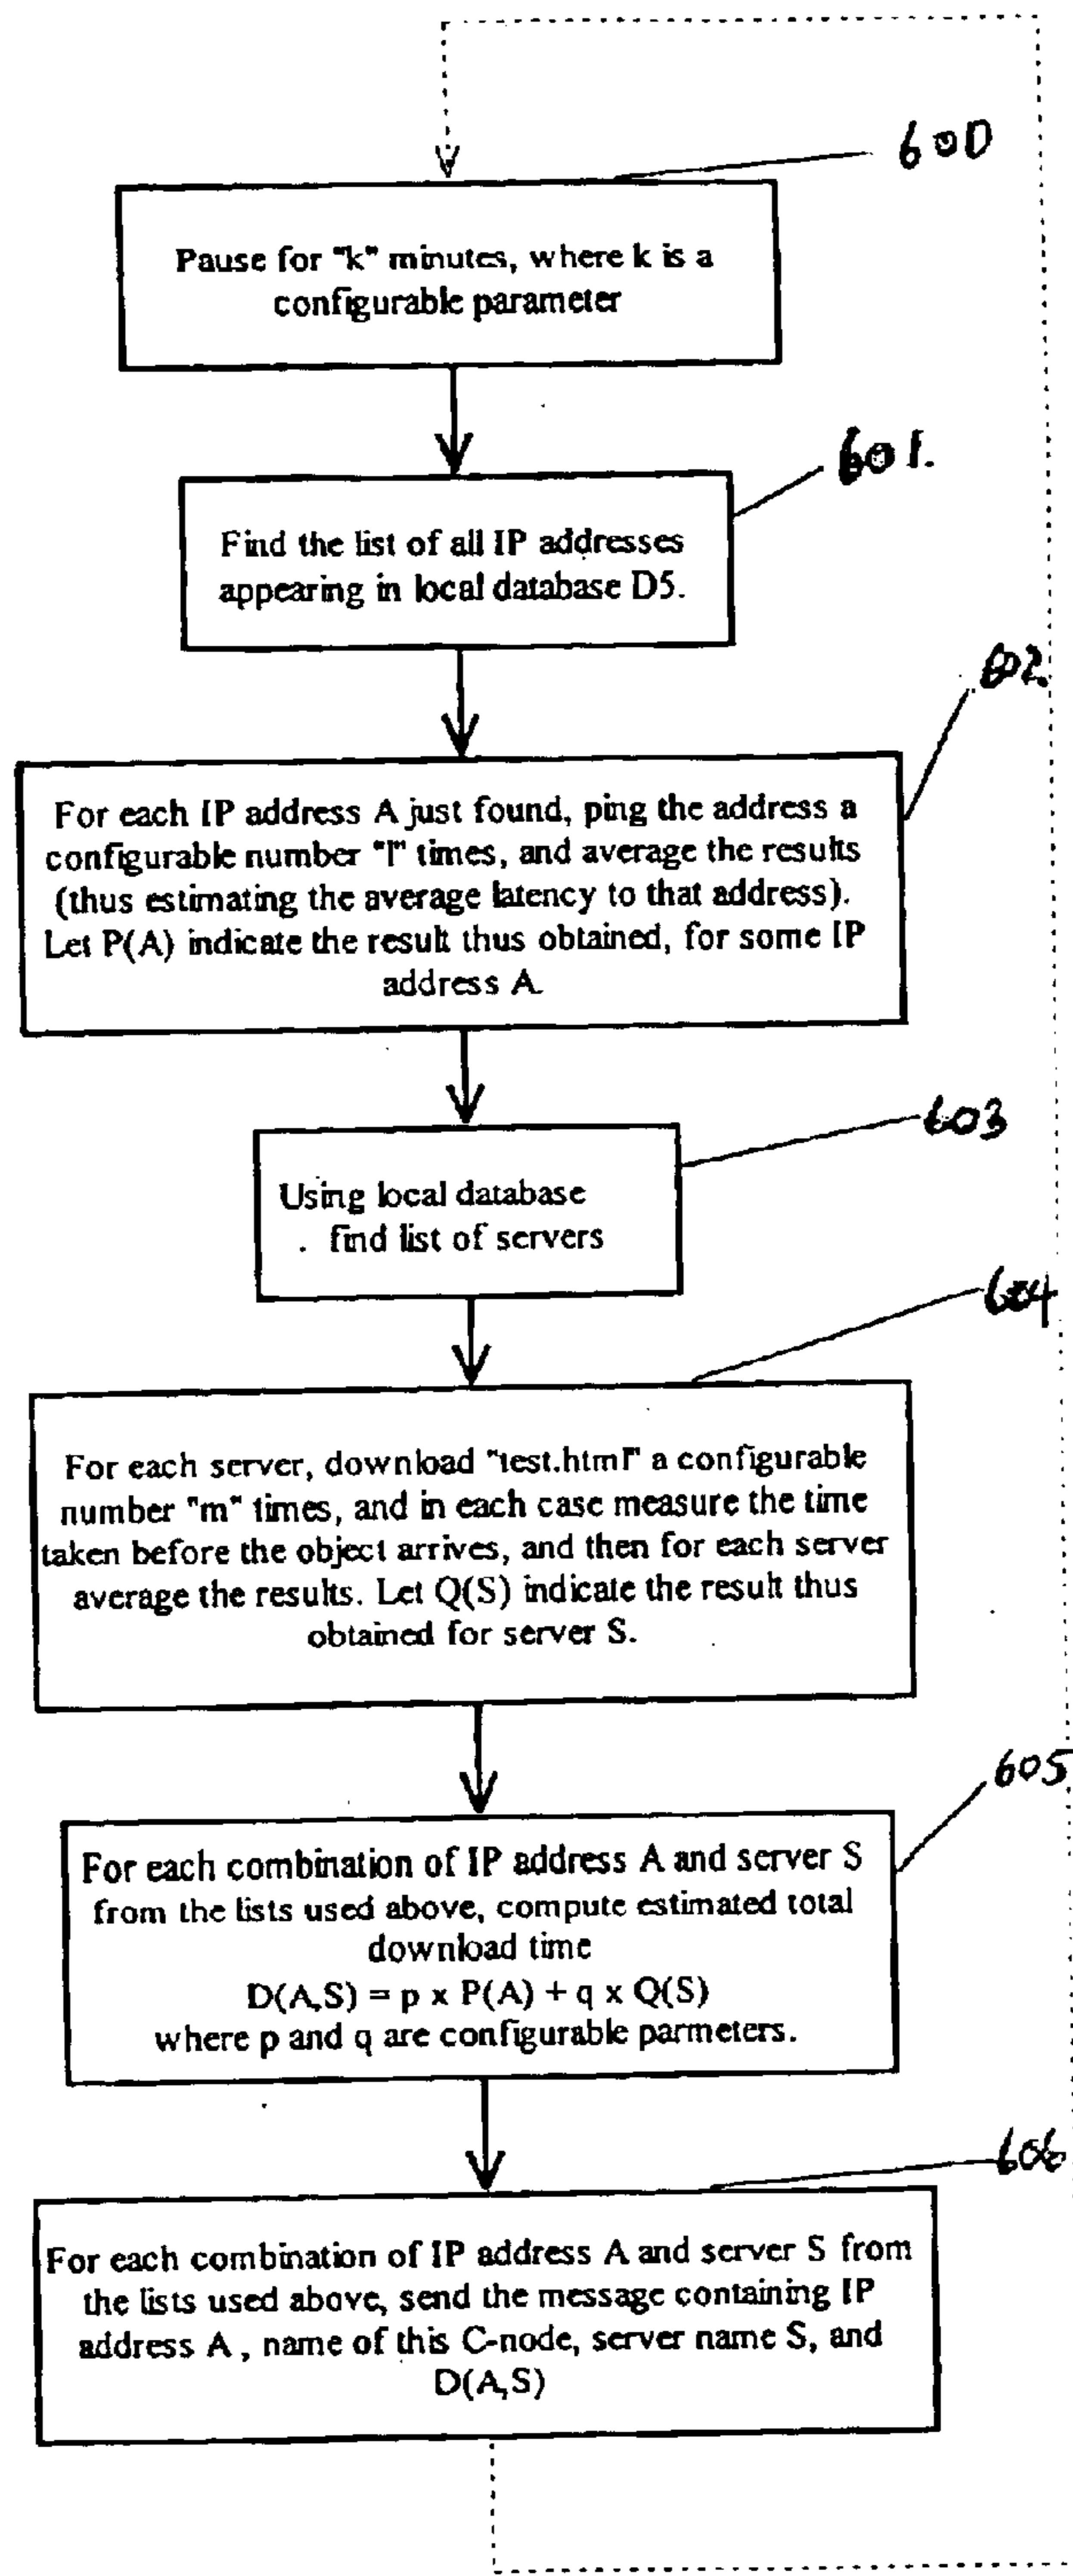 600
Pause for "k" minutes, where k is a
configurable parameter
601.
Find the list of all IP addresses
appearing in local database D5.
602.
For each IP address A just found, ping the address a
configurable number "l" times, and average the results
(thus estimating the average latency to that address).
Let P(A) indicate the result thus obtained, for some IP
address A.
603
Using local database
find list of servers
604
For each server, download "test.html" a configurable
number "m" times, and in each case measure the time
taken before the object arrives, and then for each server
average the results. Let Q(S) indicate the result thus
obtained for server S.
605
For each combination of IP address A and server S
from the lists used above, compute estimated total
download time
D(A,S) = p x P(A) + q x Q(S)
where p and q are configurable parmeters.
606
For each combination of IP address A and server S from
the lists used above, send the message containing IP
address A , name of this C-node, server name S, and
D(A,S)